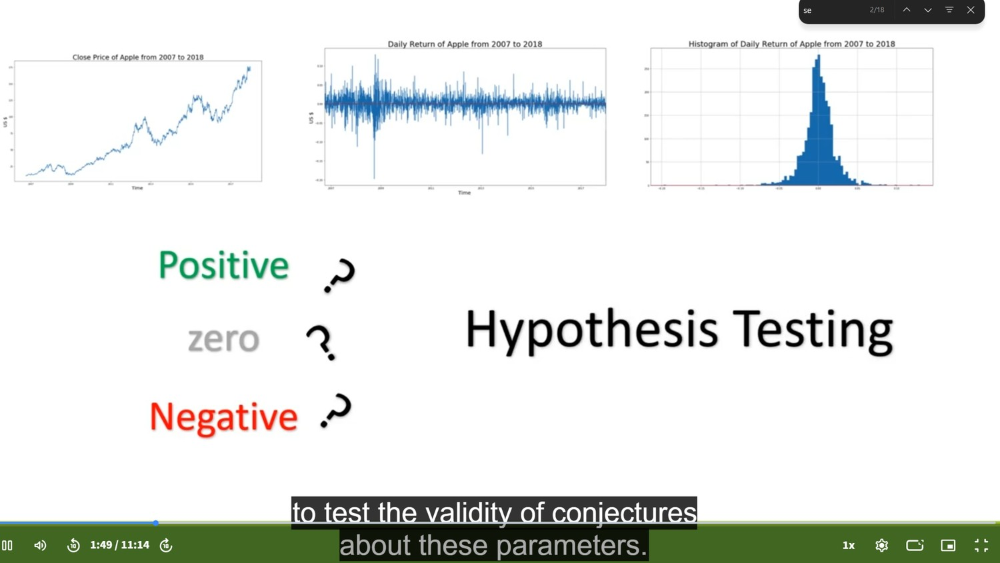 se 2/18
Close Price of Apple from 2007 to 2018
Daily Return of Apple from 2007 to 2018
Histogram of Daily Return of Apple from 2007 to 2018
US $
US $
Time
Time
Positive ?
zero ?
Negative ?
Hypothesis Testing
to test the validity of conjectures
about these parameters.
10 1:49 / 11:14 10 1x